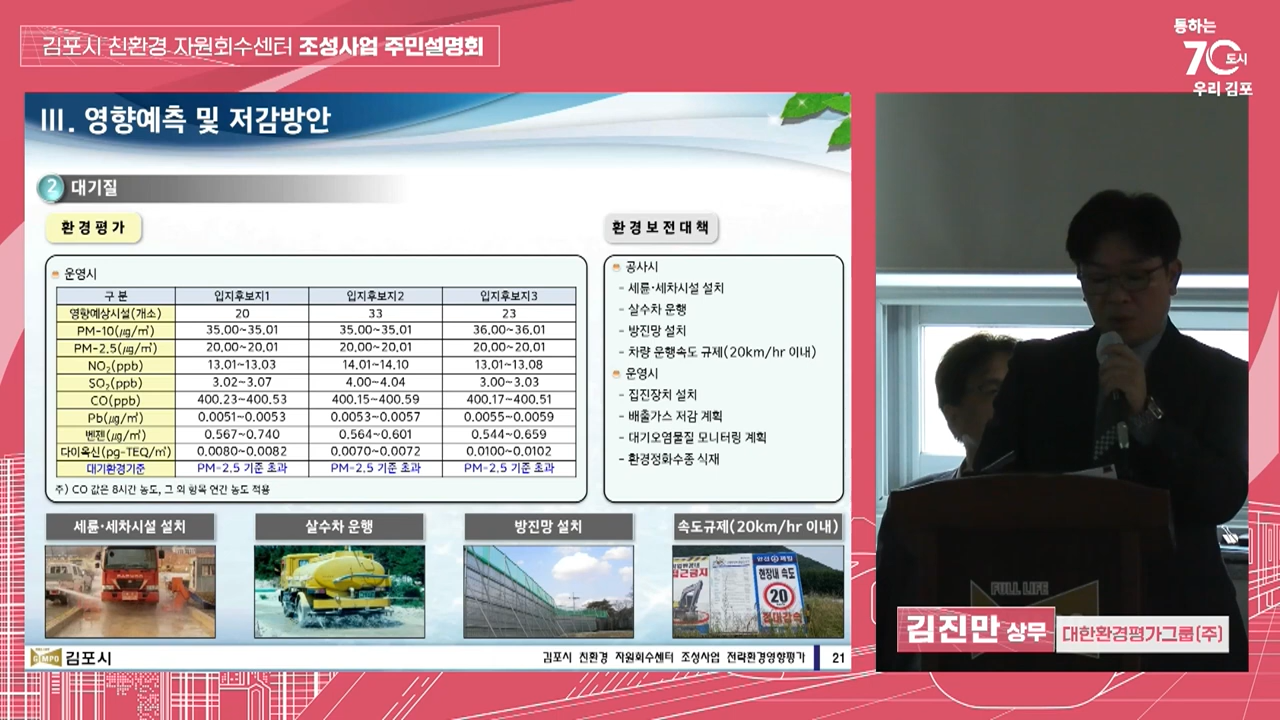 김포시 친환경 자원회수센터 조성사업 주민설명회
통하는
70도시
우리 김포
III. 영향예측 및 저감방안
2 대기질
환경평가
운영시
구 분 입지후보지1 입지후보지2 입지후보지3
영향예상시설(개소) 20 33 23
PM-10(㎍/㎥) 35.00~35.01 35.00~35.01 36.00~36.01
PM-2.5(㎍/㎥) 20.00~20.01 20.00~20.01 20.00~20.01
NO₂(ppb) 13.01~13.03 14.01~14.10 13.01~13.08
SO₂(ppb) 3.02~3.07 4.00~4.04 3.00~3.03
CO(ppb) 400.23~400.53 400.15~400.59 400.17~400.51
Pb(㎍/㎥) 0.0051~0.0053 0.0053~0.0057 0.0055~0.0059
벤젠(㎍/㎥) 0.567~0.740 0.564~0.601 0.544~0.659
다이옥신(pg-TEQ/㎥) 0.0080~0.0082 0.0070~0.0072 0.0100~0.0102
대기환경기준 PM-2.5 기준 초과 PM-2.5 기준 초과 PM-2.5 기준 초과
주) CO 값은 8시간 농도, 그 외 항목 연간 농도 적용
환경보전대책
공사시
- 세륜·세차시설 설치
- 살수차 운행
- 방진망 설치
- 차량 운행속도 규제(20km/hr 이내)
운영시
- 집진장치 설치
- 배출가스 저감 계획
- 대기오염물질 모니터링 계획
- 환경정화수종 식재
세륜·세차시설 설치
살수차 운행
방진망 설치
속도규제(20km/hr 이내)
접근금지
현장내 속도
20
절대감속
GIMPO 김포시
김포시 친환경 자원회수센터 조성사업 전략환경영향평가 21
FULL LIFE
김진만 상무
대한환경평가그룹(주)